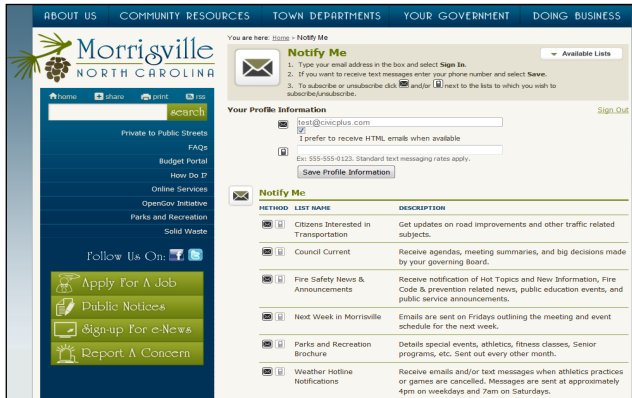 ABOUT US COMMUNITY RESOURCES TOWN DEPARTMENTS YOUR GOVERNMENT DOING BUSINESS
Morrisville
NORTH CAROLINA
home share print rss
search
Private to Public Streets
FAQs
Budget Portal
How Do I?
Online Services
OpenGov Initiative
Parks and Recreation
Solid Waste
Follow Us On:
Apply For A Job
Public Notices
Sign-up For e-News
Report A Concern
You are here: Home > Notify Me
Notify Me
Available Lists
1. Type your email address in the box and select Sign In.
2. If you want to receive text messages enter your phone number and select Save.
3. To subscribe or unsubscribe click and/or next to the lists to which you wish to
subscribe/unsubscribe.
Your Profile Information Sign Out
test@civicplus.com
I prefer to receive HTML emails when available
Ex: 555-555-0123. Standard text messaging rates apply.
Save Profile Information
Notify Me
METHOD LIST NAME DESCRIPTION
Citizens Interested in Get updates on road improvements and other traffic related
Transportation subjects.
Council Current Receive agendas, meeting summaries, and big decisions made
by your governing Board.
Fire Safety News & Receive notification of Hot Topics and New Information, Fire
Announcements Code & prevention related news, public education events, and
public service announcements.
Next Week in Morrisville Emails are sent on Fridays outlining the meeting and event
schedule for the next week.
Parks and Recreation Details special events, athletics, fitness classes, Senior
Brochure programs, etc. Sent out every other month.
Weather Hotline Receive emails and/or text messages when athletics practices
Notifications or games are cancelled. Messages are sent at approximately
4pm on weekdays and 7am on Saturdays.